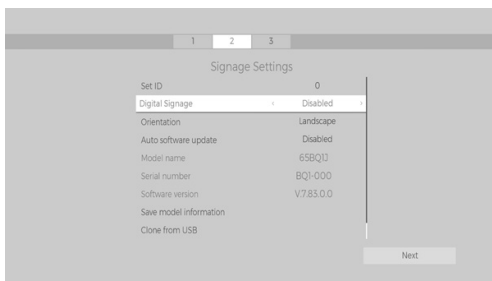 1 2 3
Signage Settings
Set ID 0
Digital Signage < Disabled >
Orientation Landscape
Auto software update Disabled
Model name 65BQ1J
Serial number BQ1-000
Software version V.7.83.0.0
Save model information
Clone from USB
Next